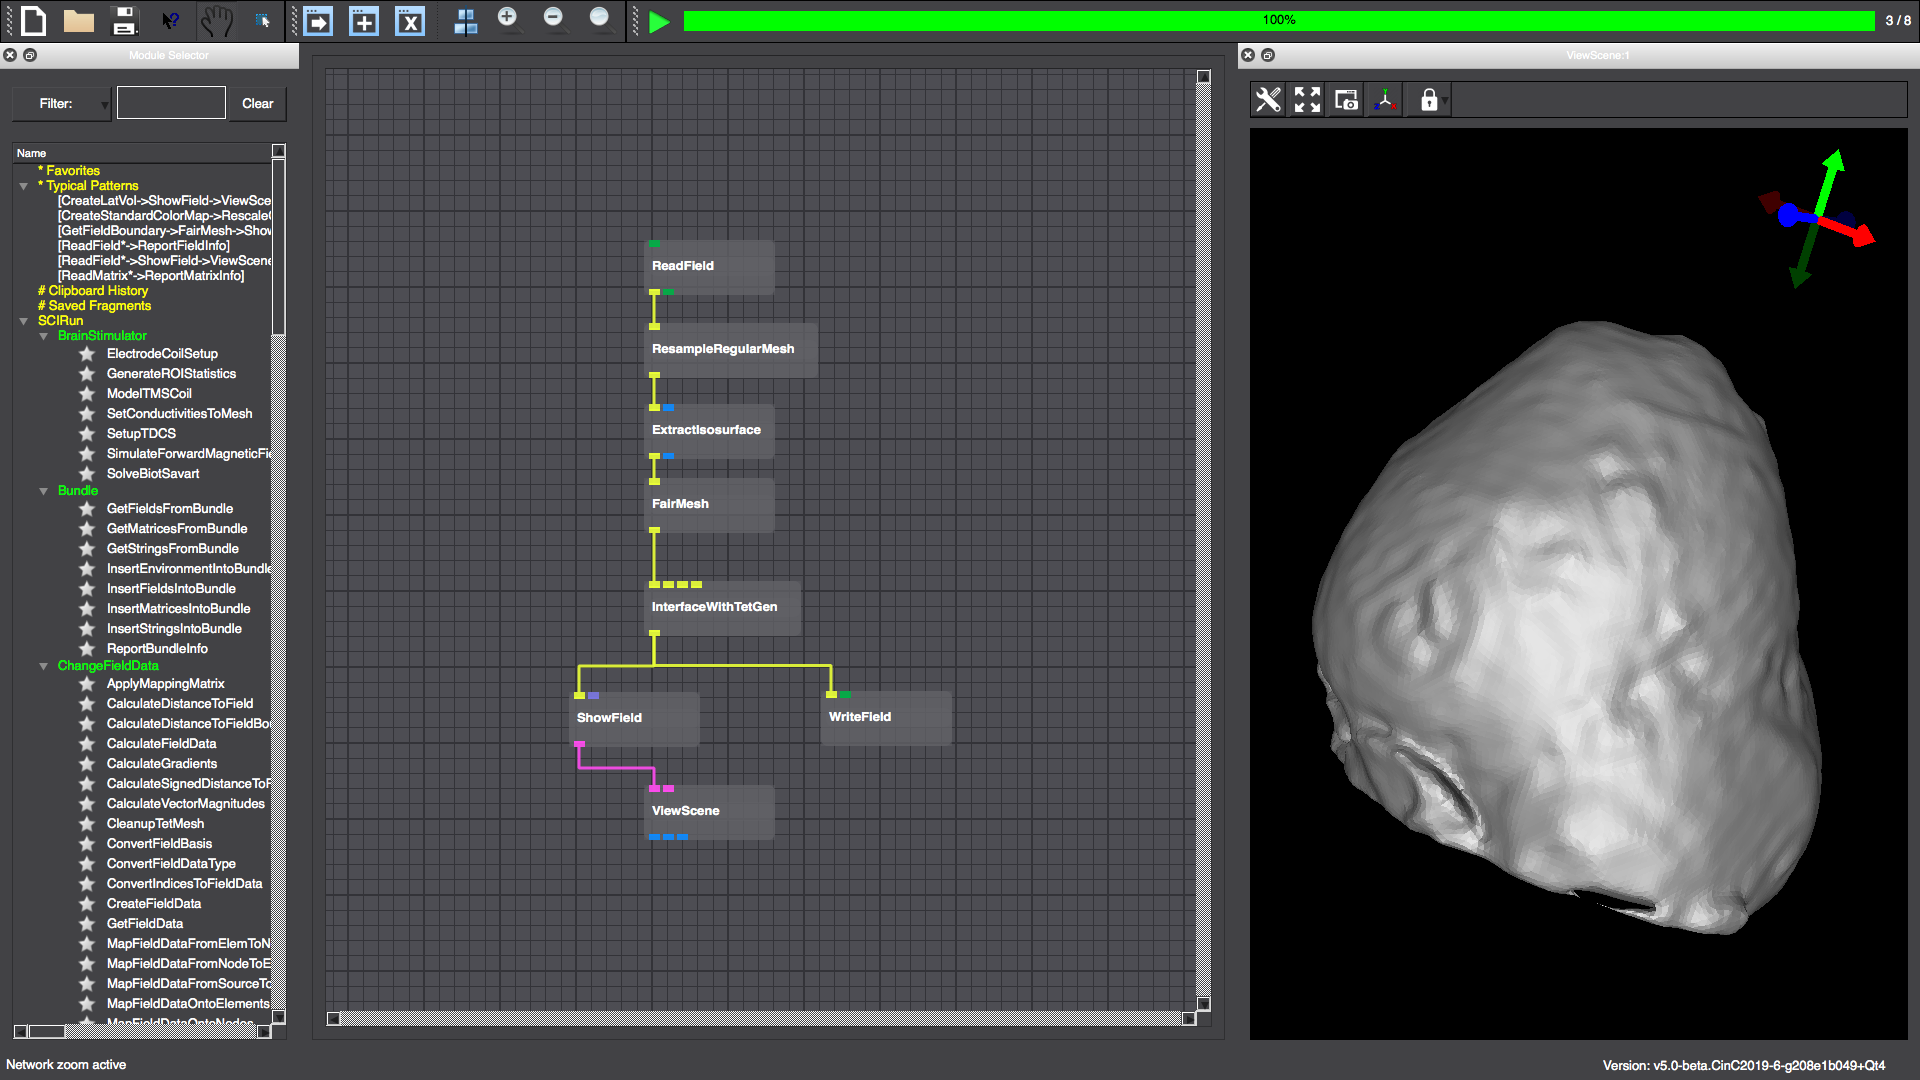 100%
3 / 8
Module Selector
ViewScene:1
Filter:
Clear
Name
* Favorites
* Typical Patterns
[CreateLatVol->ShowField->ViewSce
[CreateStandardColorMap->Rescale
[GetFieldBoundary->FairMesh->Show
[ReadField*->ReportFieldInfo]
[ReadField*->ShowField->ViewScene
[ReadMatrix*->ReportMatrixInfo]
# Clipboard History
# Saved Fragments
SCIRun
BrainStimulator
ElectrodeCoilSetup
GenerateROIStatistics
ModelTMSCoil
SetConductivitiesToMesh
SetupTDCS
SimulateForwardMagneticFie
SolveBiotSavart
Bundle
GetFieldsFromBundle
GetMatricesFromBundle
GetStringsFromBundle
InsertEnvironmentIntoBundle
InsertFieldsIntoBundle
InsertMatricesIntoBundle
InsertStringsIntoBundle
ReportBundleInfo
ChangeFieldData
ApplyMappingMatrix
CalculateDistanceToField
CalculateDistanceToFieldBo
CalculateFieldData
CalculateGradients
CalculateSignedDistanceToF
CalculateVectorMagnitudes
CleanupTetMesh
ConvertFieldBasis
ConvertFieldDataType
ConvertIndicesToFieldData
CreateFieldData
GetFieldData
MapFieldDataFromElemToN
MapFieldDataFromNodeToE
MapFieldDataFromSourceTo
MapFieldDataOntoElements
MapFieldDataOntoNodes
ReadField
ResampleRegularMesh
ExtractIsosurface
FairMesh
InterfaceWithTetGen
ShowField
WriteField
ViewScene
Network zoom active
Version: v5.0-beta.CinC2019-6-g208e1b049+Qt4